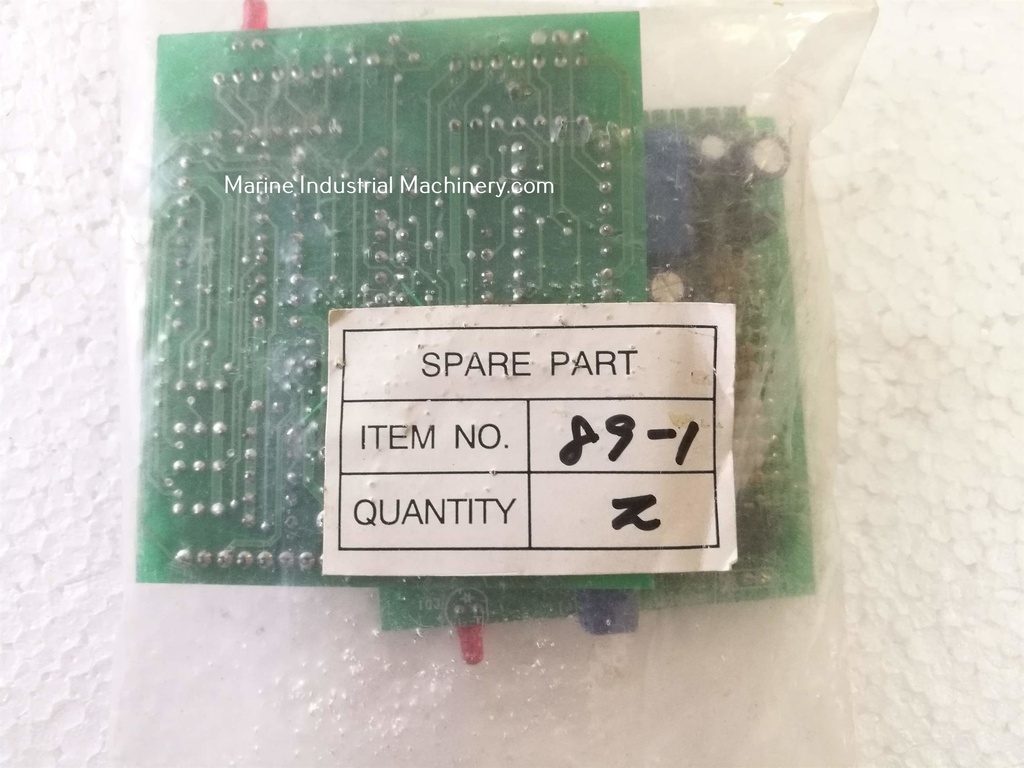 Marine Industrial Machinery.com
SPARE PART
ITEM NO. 89-1
QUANTITY 2